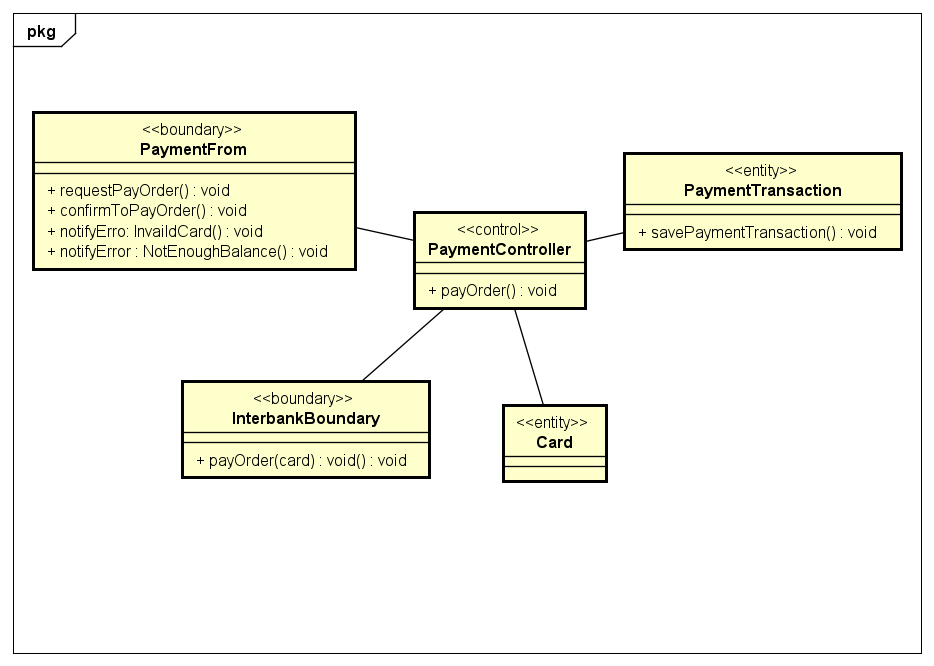 pkg
<<boundary>>
PaymentFrom
+ requestPayOrder() : void
+ confirmToPayOrder() : void
+ notifyErro: InvaildCard() : void
+ notifyError : NotEnoughBalance() : void
<<entity>>
PaymentTransaction
+ savePaymentTransaction() : void
<<control>>
PaymentController
+ payOrder() : void
<<boundary>>
InterbankBoundary
+ payOrder(card) : void() : void
<<entity>>
Card